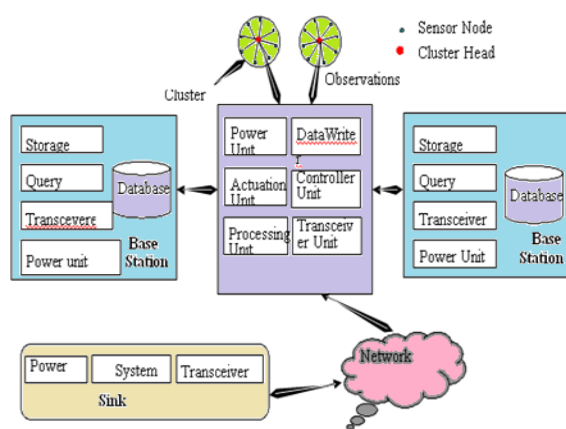 Sensor Node
Cluster Head
Cluster
Observations
Storage
Query
Transcevere
Power unit
Database
Base
Station
Power
Unit
DataWrite
r
Actuation
Unit
Controller
Unit
Processing
Unit
Transceiv
er Unit
Storage
Query
Transceiver
Power Unit
Database
Base
Station
Network
Power
System
Transceiver
Sink